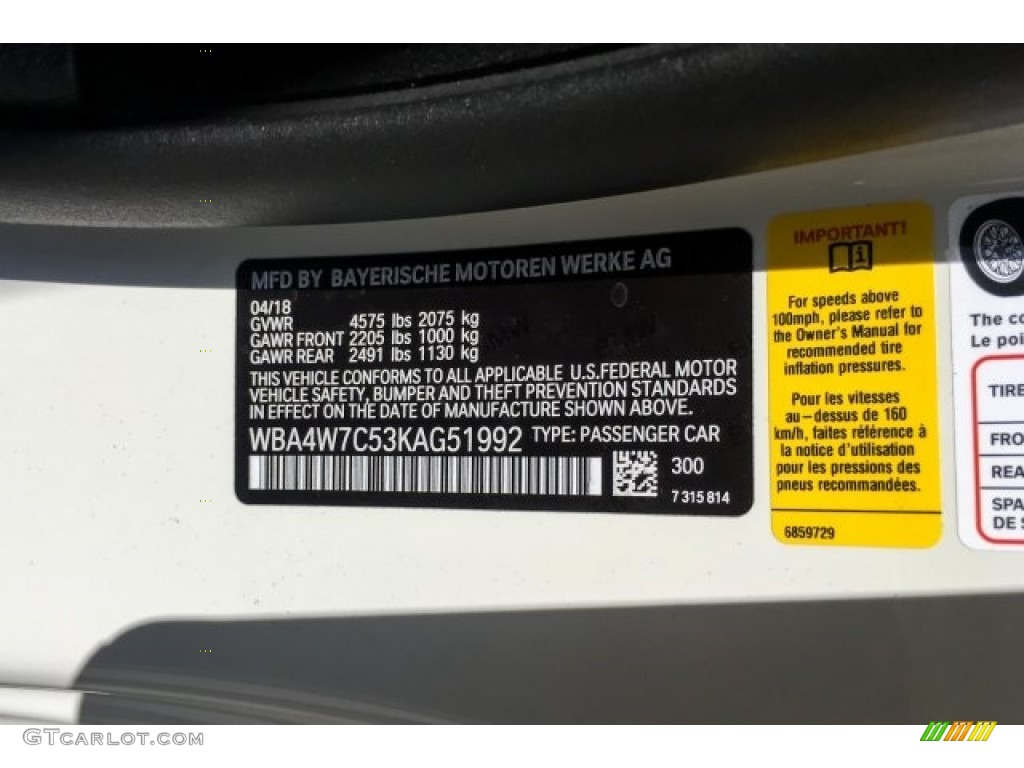 MFD BY BAYERISCHE MOTOREN WERKE AG
04/18
GVWR 4575 lbs 2075 kg
GAWR FRONT 2205 lbs 1000 kg
GAWR REAR 2491 lbs 1130 kg
THIS VEHICLE CONFORMS TO ALL APPLICABLE U.S.FEDERAL MOTOR
VEHICLE SAFETY, BUMPER AND THEFT PREVENTION STANDARDS
IN EFFECT ON THE DATE OF MANUFACTURE SHOWN ABOVE.
WBA4W7C53KAG51992 TYPE: PASSENGER CAR
300
7 315 814
IMPORTANT!
For speeds above
100mph, please refer to
the Owner's Manual for
recommended tire
inflation pressures.
Pour les vitesses
au-dessus de 160
km/h, faites référence à
la notice d'utilisation
pour les pressions des
pneus recommandées.
6859729
The co
Le poi
TIRE
FRO
REA
SPA
DE S
GTCarlot.com